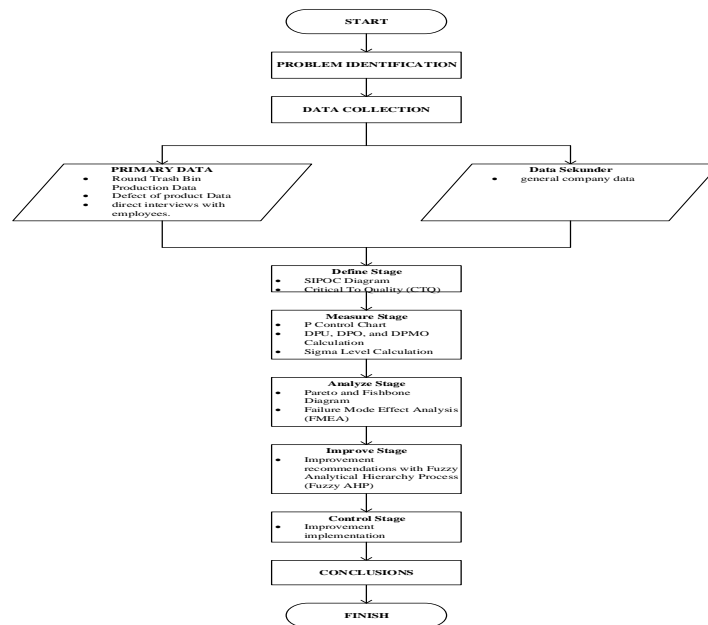 START
PROBLEM IDENTIFICATION
DATA COLLECTION
PRIMARY DATA
• Round Trash Bin
Production Data
• Defect of product Data
• direct interviews with
employees.
Data Sekunder
• general company data
Define Stage
• SIPOC Diagram
• Critical To Quality (CTQ)
Measure Stage
• P Control Chart
• DPU, DPO, and DPMO
Calculation
• Sigma Level Calculation
Analyze Stage
• Pareto and Fishbone
Diagram
• Failure Mode Effect Analysis
(FMEA)
Improve Stage
• Improvement
recommendations with Fuzzy
Analytical Hierarchy Process
(Fuzzy AHP)
Control Stage
• Improvement
implementation
CONCLUSIONS
FINISH